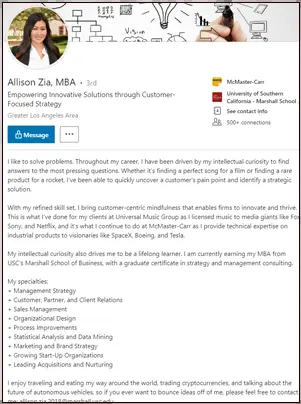 Vision
Allison Zia, MBA • 3rd
Empowering Innovative Solutions through Customer-
Focused Strategy
Greater Los Angeles Area
Message
...
McMaster-Carr
University of Southern
California - Marshall School ...
See contact info
500+ connections
I like to solve problems. Throughout my career, I have been driven by my intellectual curiosity to find
answers to the most pressing questions. Whether it's finding a perfect song for a film or finding a rare
product for a rocket, I've been able to quickly uncover a customer's pain point and identify a strategic
solution.
With my refined skill set, I bring customer-centric mindfulness that enables firms to innovate and thrive.
This is what I've done for my clients at Universal Music Group as I licensed music to media giants like Fox,
Sony, and Netflix, and it's what I continue to do at McMaster-Carr as I provide technical expertise on
industrial products to visionaries like SpaceX, Boeing, and Tesla.
My intellectual curiosity also drives me to be a lifelong learner. I am currently earning my MBA from
USC's Marshall School of Business, with a graduate certificate in strategy and management consulting.
My specialties:
+ Management Strategy
+ Customer, Partner, and Client Relations
+ Sales Management
+ Organizational Design
+ Process Improvements
+ Statistical Analysis and Data Mining
+ Marketing and Brand Strategy
+ Growing Start-Up Organizations
+ Leading Acquisitions and Nurturing
I enjoy traveling and eating my way around the world, trading cryptocurrencies, and talking about the
future of autonomous vehicles, so if you ever want to bounce ideas off of me, please feel free to contact
me: allison.zia.2018@marshall.usc.edu